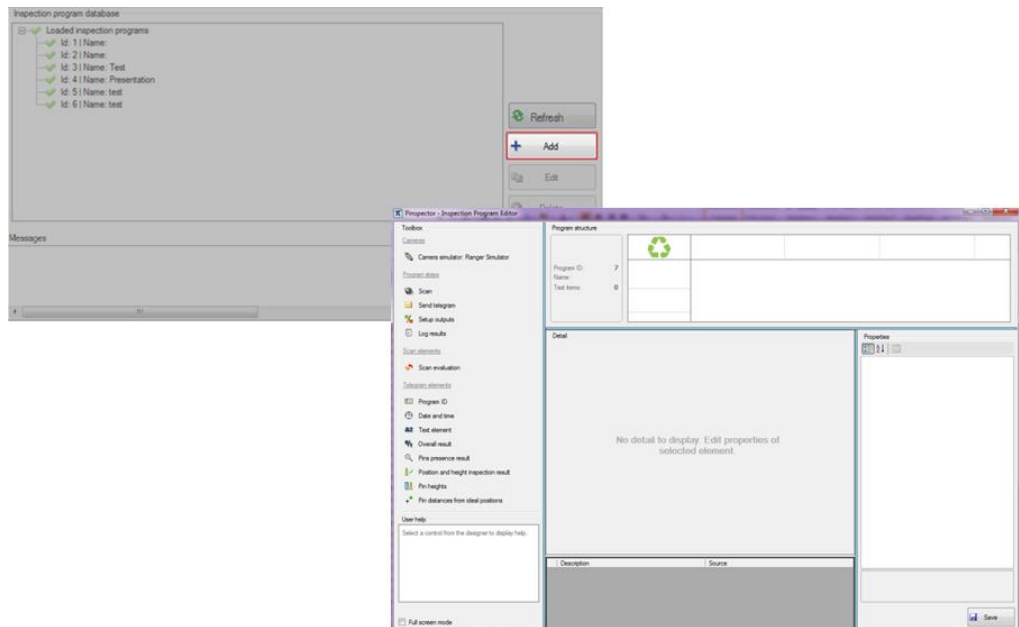 Inspection program database
Loaded inspection programs
Id: 1 | Name:
Id: 2 | Name:
Id: 3 | Name: Test
Id: 4 | Name: Presentation
Id: 5 | Name: test
Id: 6 | Name: test
Refresh
Add
Edit
Delete
Messages
Pinspector - Inspection Program Editor
Toolbox
Cameras
Camera simulator: Ranger Simulator
Program steps
Scan
Send telegram
Setup outputs
Log results
Scan elements
Scan evaluation
Telegram elements
Program ID
Date and time
Text element
Overall result
Pins presence result
Position and height inspection result
Pin heights
Pin distances from ideal positions
User help
Select a control from the designer to display help.
Full screen mode
Program structure
Program ID: 7
Name:
Test items: 0
Detail
No detail to display. Edit properties of
selected element.
Description Source
Properties
Save